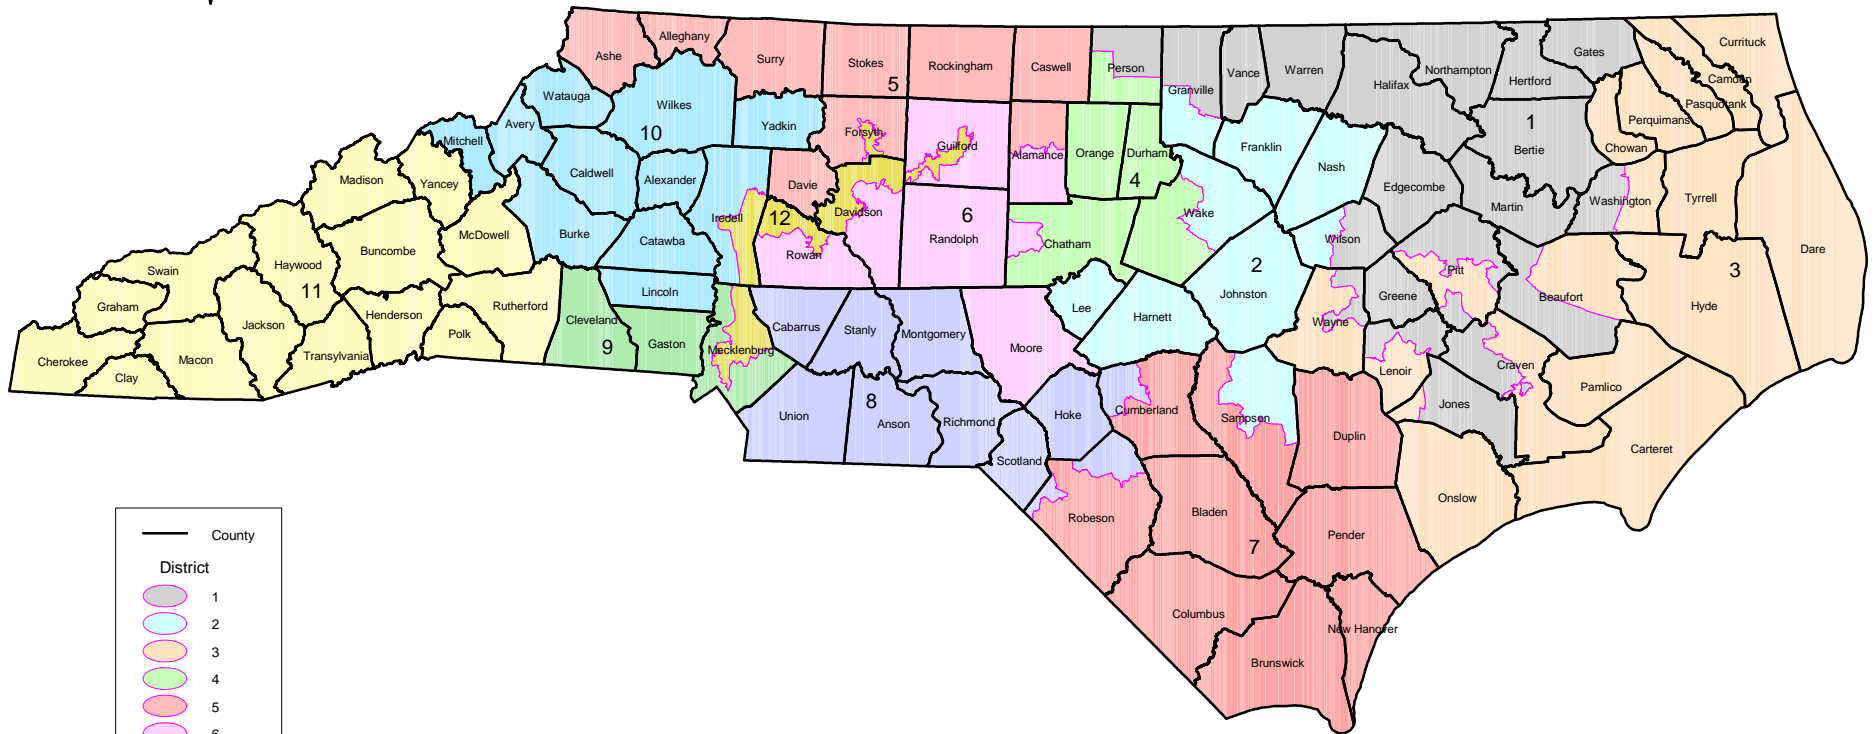 Alleghany
Ashe
Surry
Stokes
5
Rockingham
Caswell
Person
Granville
Vance
Warren
Halifax
Northampton
Hertford
Gates
Currituck
Camden
Pasquotank
Perquimans
Chowan
1
Bertie
Watauga
Wilkes
10
Yadkin
Forsyth
Guilford
Alamance
Orange
Durham
4
Franklin
Nash
Edgecombe
Martin
Washington
Tyrrell
Dare
Mitchell
Avery
Caldwell
Alexander
Iredell
Davie
12
Davidson
Rowan
6
Randolph
Chatham
Wake
Wilson
2
Johnston
Pitt
Greene
Beaufort
3
Hyde
Madison
Yancey
McDowell
Burke
Catawba
Lincoln
Buncombe
Haywood
11
Swain
Graham
Jackson
Henderson
Rutherford
Polk
Transylvania
Macon
Cherokee
Clay
Cleveland
9
Gaston
Mecklenburg
Cabarrus
Stanly
Montgomery
Moore
Lee
Harnett
Wayne
Lenoir
Craven
Pamlico
Jones
Carteret
Union
8
Anson
Richmond
Scotland
Hoke
Cumberland
Sampson
Duplin
Onslow
Robeson
Bladen
7
Pender
Columbus
New Hanover
Brunswick
County
District
1
2
3
4
5